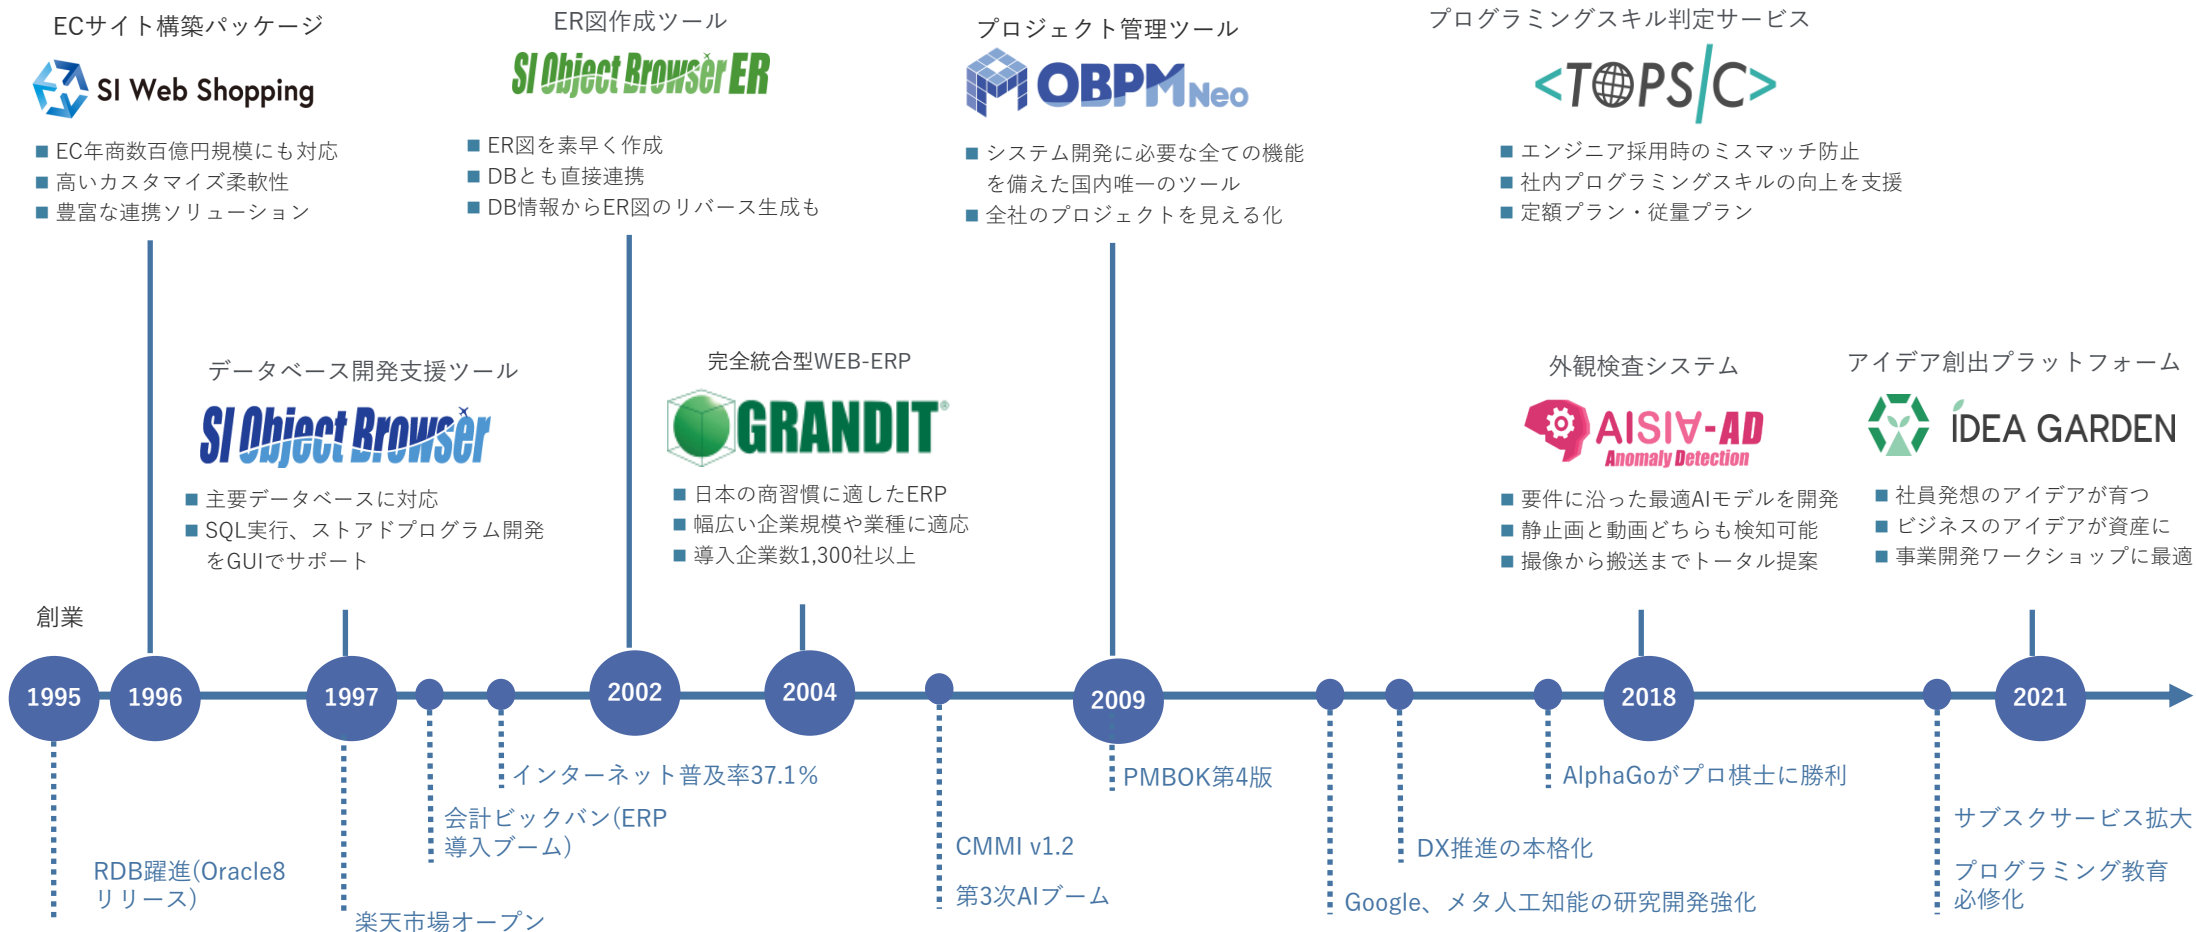 ECサイト構築パッケージ
SI Web Shopping
EC年商数百億円規模にも対応
高いカスタマイズ柔軟性
豊富な連携ソリューション
ER図作成ツール
SI Object Browser ER
ER図を素早く作成
DBとも直接連携
DB情報からER図のリバース生成も
プロジェクト管理ツール
OBPM Neo
システム開発に必要な全ての機能
を備えた国内唯一のツール
全社のプロジェクトを見える化
プログラミングスキル判定サービス
<TOPS/C>
エンジニア採用時のミスマッチ防止
社内プログラミングスキルの向上を支援
定額プラン・従量プラン
データベース開発支援ツール
SI Object Browser
主要データベースに対応
SQL実行、ストアドプログラム開発
をGUIでサポート
完全統合型WEB-ERP
GRANDIT®
日本の商習慣に適したERP
幅広い企業規模や業種に適応
導入企業数1,300社以上
外観検査システム
AISIA-AD
Anomaly Detection
要件に沿った最適AIモデルを開発
静止画と動画どちらも検知可能
撮像から搬送までトータル提案
アイデア創出プラットフォーム
IDEA GARDEN
社員発想のアイデアが育つ
ビジネスのアイデアが資産に
事業開発ワークショップに最適
創業
1995
1996
1997
2002
2004
2009
2018
2021
RDB躍進(Oracle8
リリース)
楽天市場オープン
会計ビックバン(ERP
導入ブーム)
インターネット普及率37.1%
CMMI v1.2
第3次AIブーム
PMBOK第4版
Google、メタ人工知能の研究開発強化
DX推進の本格化
AlphaGoがプロ棋士に勝利
サブスクサービス拡大
プログラミング教育
必修化